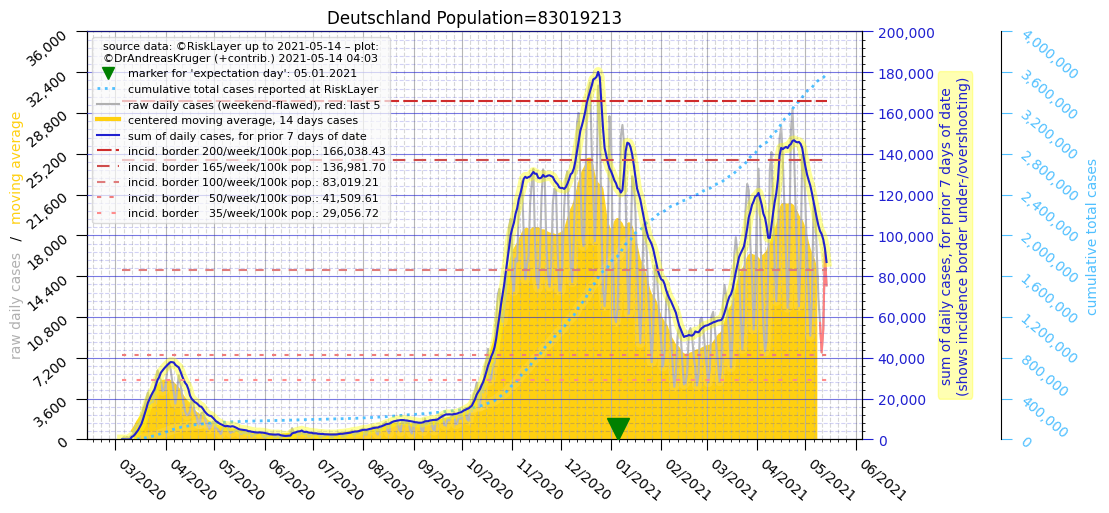 Deutschland Population=83019213
source data: ©RiskLayer up to 2021-05-14 – plot:
©DrAndreasKruger (+contrib.) 2021-05-14 04:03
marker for 'expectation day': 05.01.2021
cumulative total cases reported at RiskLayer
raw daily cases (weekend-flawed), red: last 5
centered moving average, 14 days cases
sum of daily cases, for prior 7 days of date
incid. border 200/week/100k pop.: 166,038.43
incid. border 165/week/100k pop.: 136,981.70
incid. border 100/week/100k pop.: 83,019.21
incid. border   50/week/100k pop.: 41,509.61
incid. border   35/week/100k pop.: 29,056.72
raw daily cases / moving average
36,000
32,400
28,800
25,200
21,600
18,000
14,400
10,800
7,200
3,600
0
03/2020
04/2020
05/2020
06/2020
07/2020
08/2020
09/2020
10/2020
11/2020
12/2020
01/2021
02/2021
03/2021
04/2021
05/2021
06/2021
200,000
180,000
160,000
140,000
120,000
100,000
80,000
60,000
40,000
20,000
0
sum of daily cases, for prior 7 days of date
(shows incidence border under-/overshooting)
4,000,000
3,600,000
3,200,000
2,800,000
2,400,000
2,000,000
1,600,000
1,200,000
800,000
400,000
0
cumulative total cases